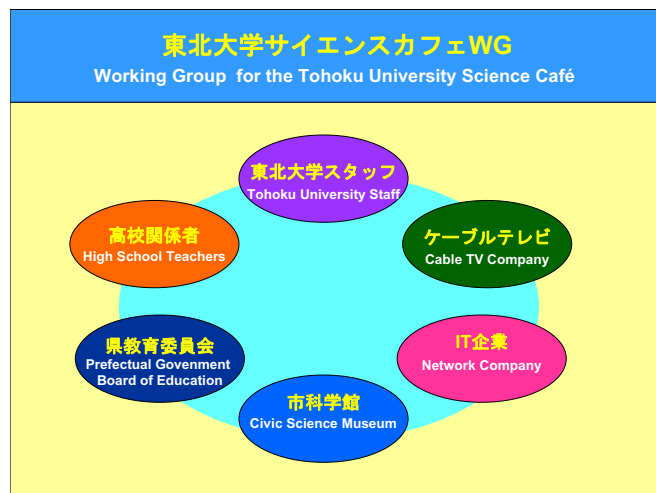 東北大学サイエンスカフェWG
Working Group for the Tohoku University Science Café
東北大学スタッフ
Tohoku University Staff
高校関係者
High School Teachers
ケーブルテレビ
Cable TV Company
県教育委員会
Prefectual Govenment
Board of Education
IT企業
Network Company
市科学館
Civic Science Museum